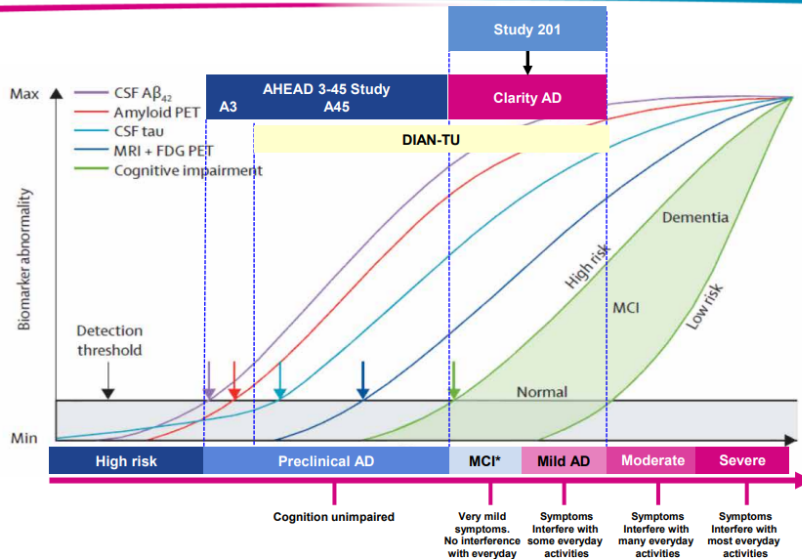 Study 201
AHEAD 3-45 Study
A3
A45
Clarity AD
DIAN-TU
Max
CSF Aβ42
Amyloid PET
CSF tau
MRI + FDG PET
Cognitive impairment
Biomarker abnormality
Detection
threshold
Min
High risk
Dementia
MCI
Low risk
Normal
High risk
Preclinical AD
MCI*
Mild AD
Moderate
Severe
Cognition unimpaired
Very mild
symptoms.
No interference
with everyday
Symptoms
Interfere with
some everyday
activities
Symptoms
Interfere with
many everyday
activities
Symptoms
Interfere with
most everyday
activities